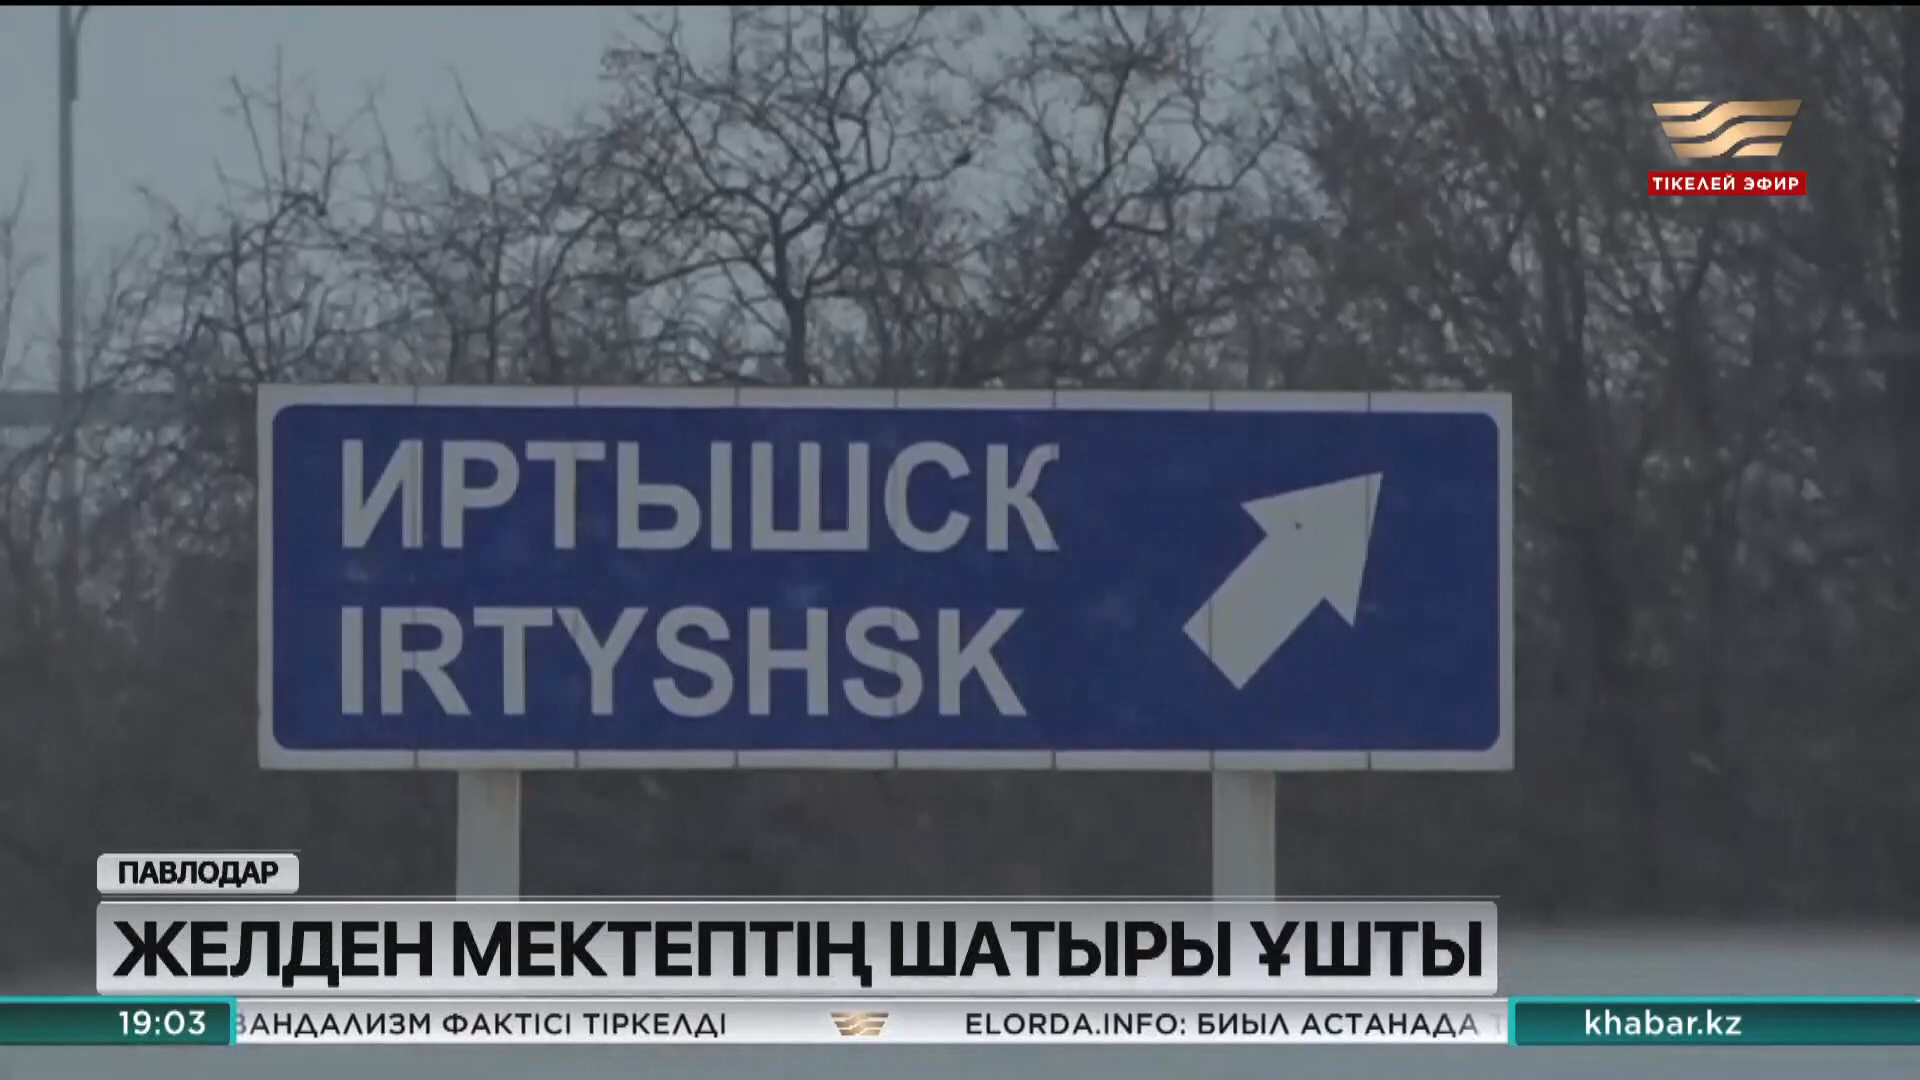 ТІКЕЛЕЙ ЭФИР
ИРТЫШСК
IRTYSHSK
ПАВЛОДАР
ЖЕЛДЕН МЕКТЕПТІҢ ШАТЫРЫ ҰШТЫ
19:03 ВАНДАЛИЗМ ФАКТІСІ ТІРКЕЛДІ ELORDA.INFO: БИЫЛ АСТАНАДА khabar.kz